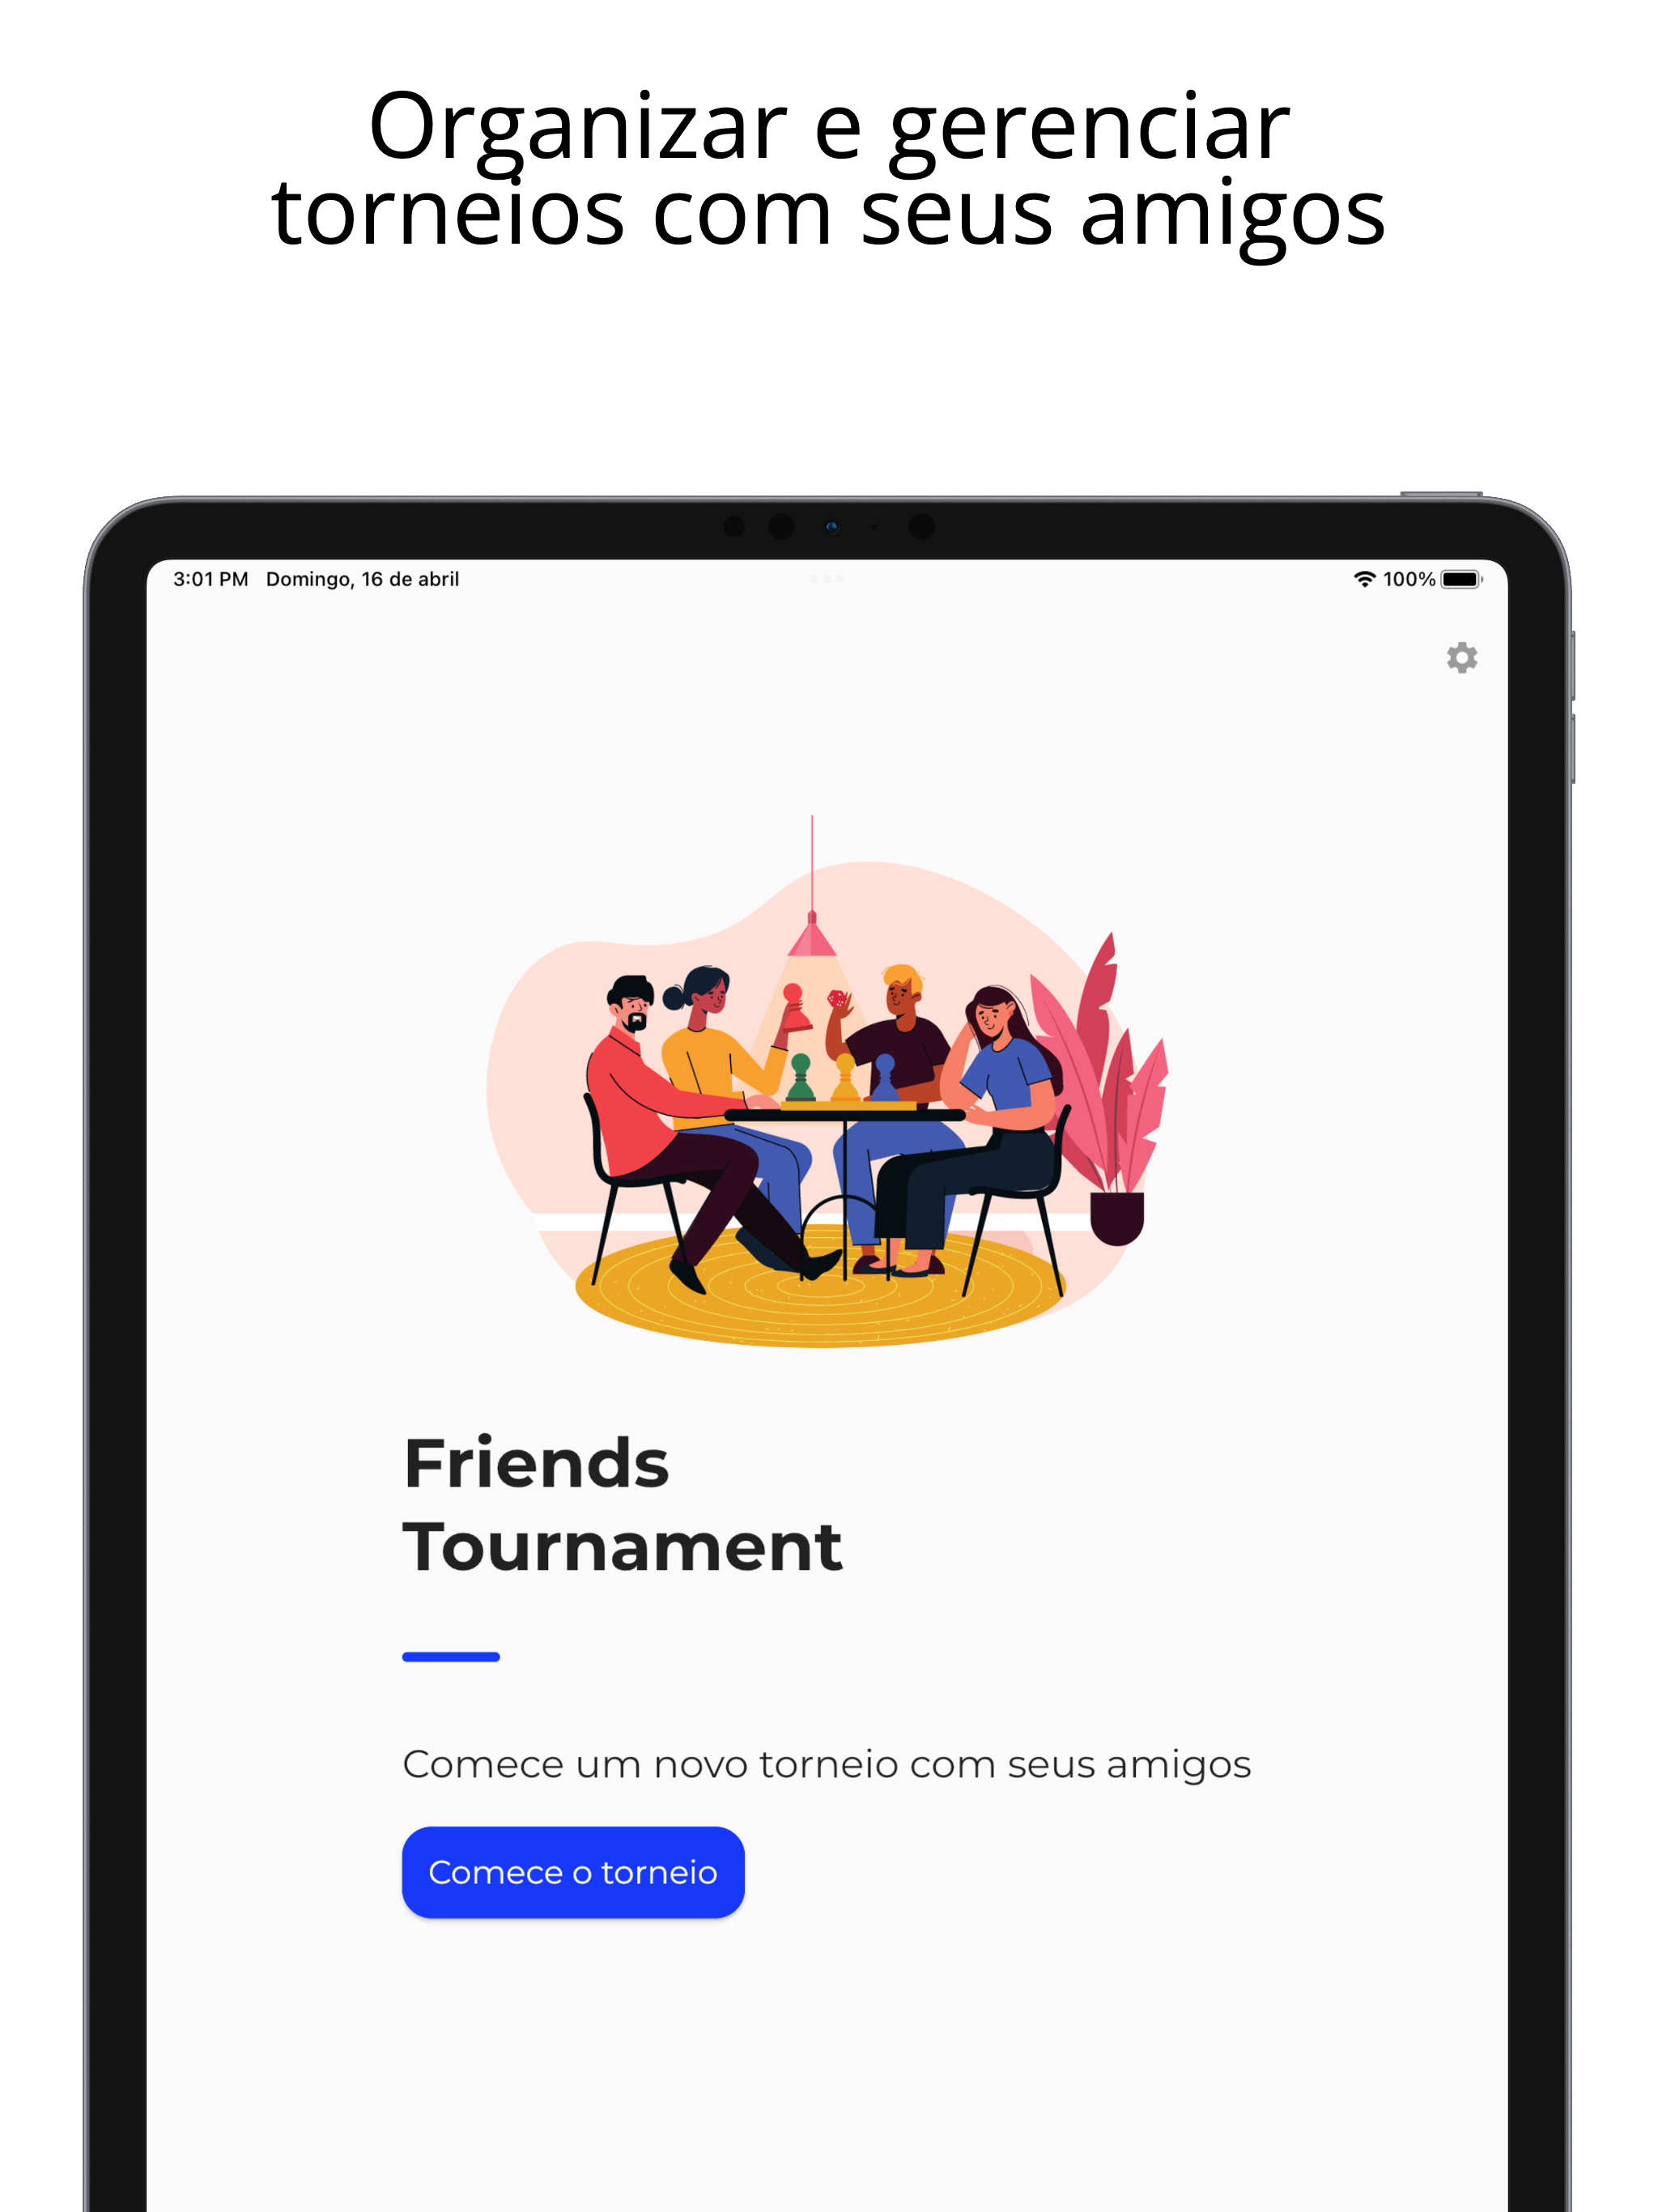 Organizar e gerenciar
torneios com seus amigos
3:01 PM Domingo, 16 de abril
100%
Friends
Tournament
Comece um novo torneio com seus amigos
Comece o torneio